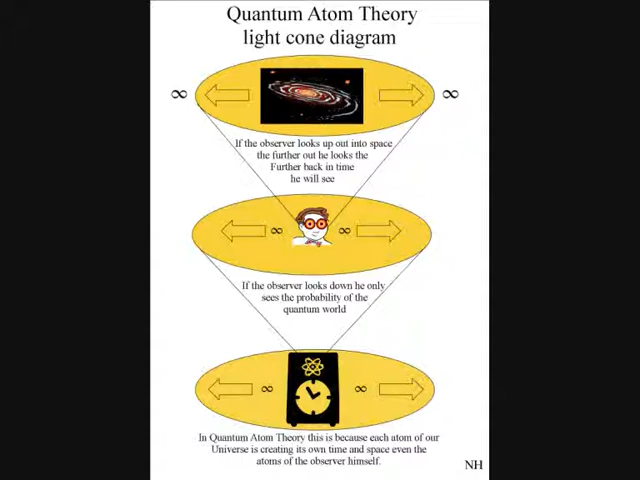 Quantum Atom Theory
light cone diagram
∞ ∞
If the observer looks up out into space
the further out he looks the
Further back in time
he will see
∞ ∞
If the observer looks down he only
sees the probability of the
quantum world
∞ ∞
In Quantum Atom Theory this is because each atom of our
Universe is creating its own time and space even the
atoms of the observer himself.
NH